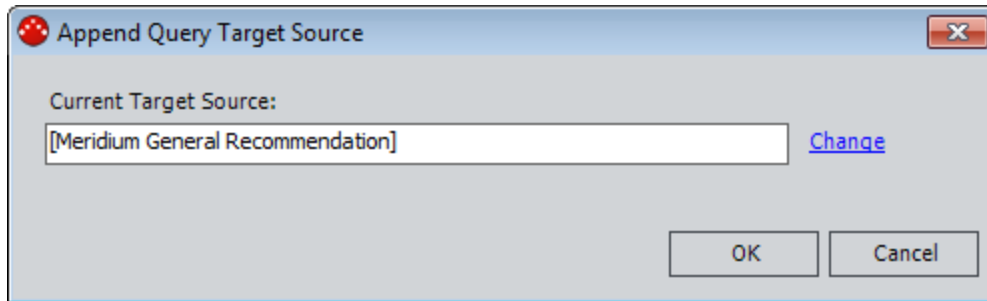 Append Query Target Source
Current Target Source:
[Meridium General Recommendation]
Change
OK
Cancel